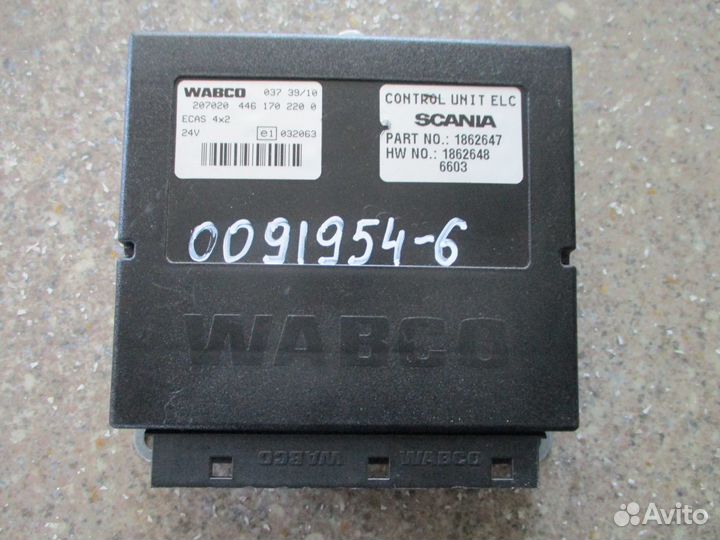 WABCO 037 39/10
207020 446 170 220 0
ECAS 4x2
24V e1 032063
CONTROL UNIT ELC
SCANIA
PART NO.: 1862647
HW NO.: 1862648
6603
0091954-6
WABCO
WABCO WABCO
Avito